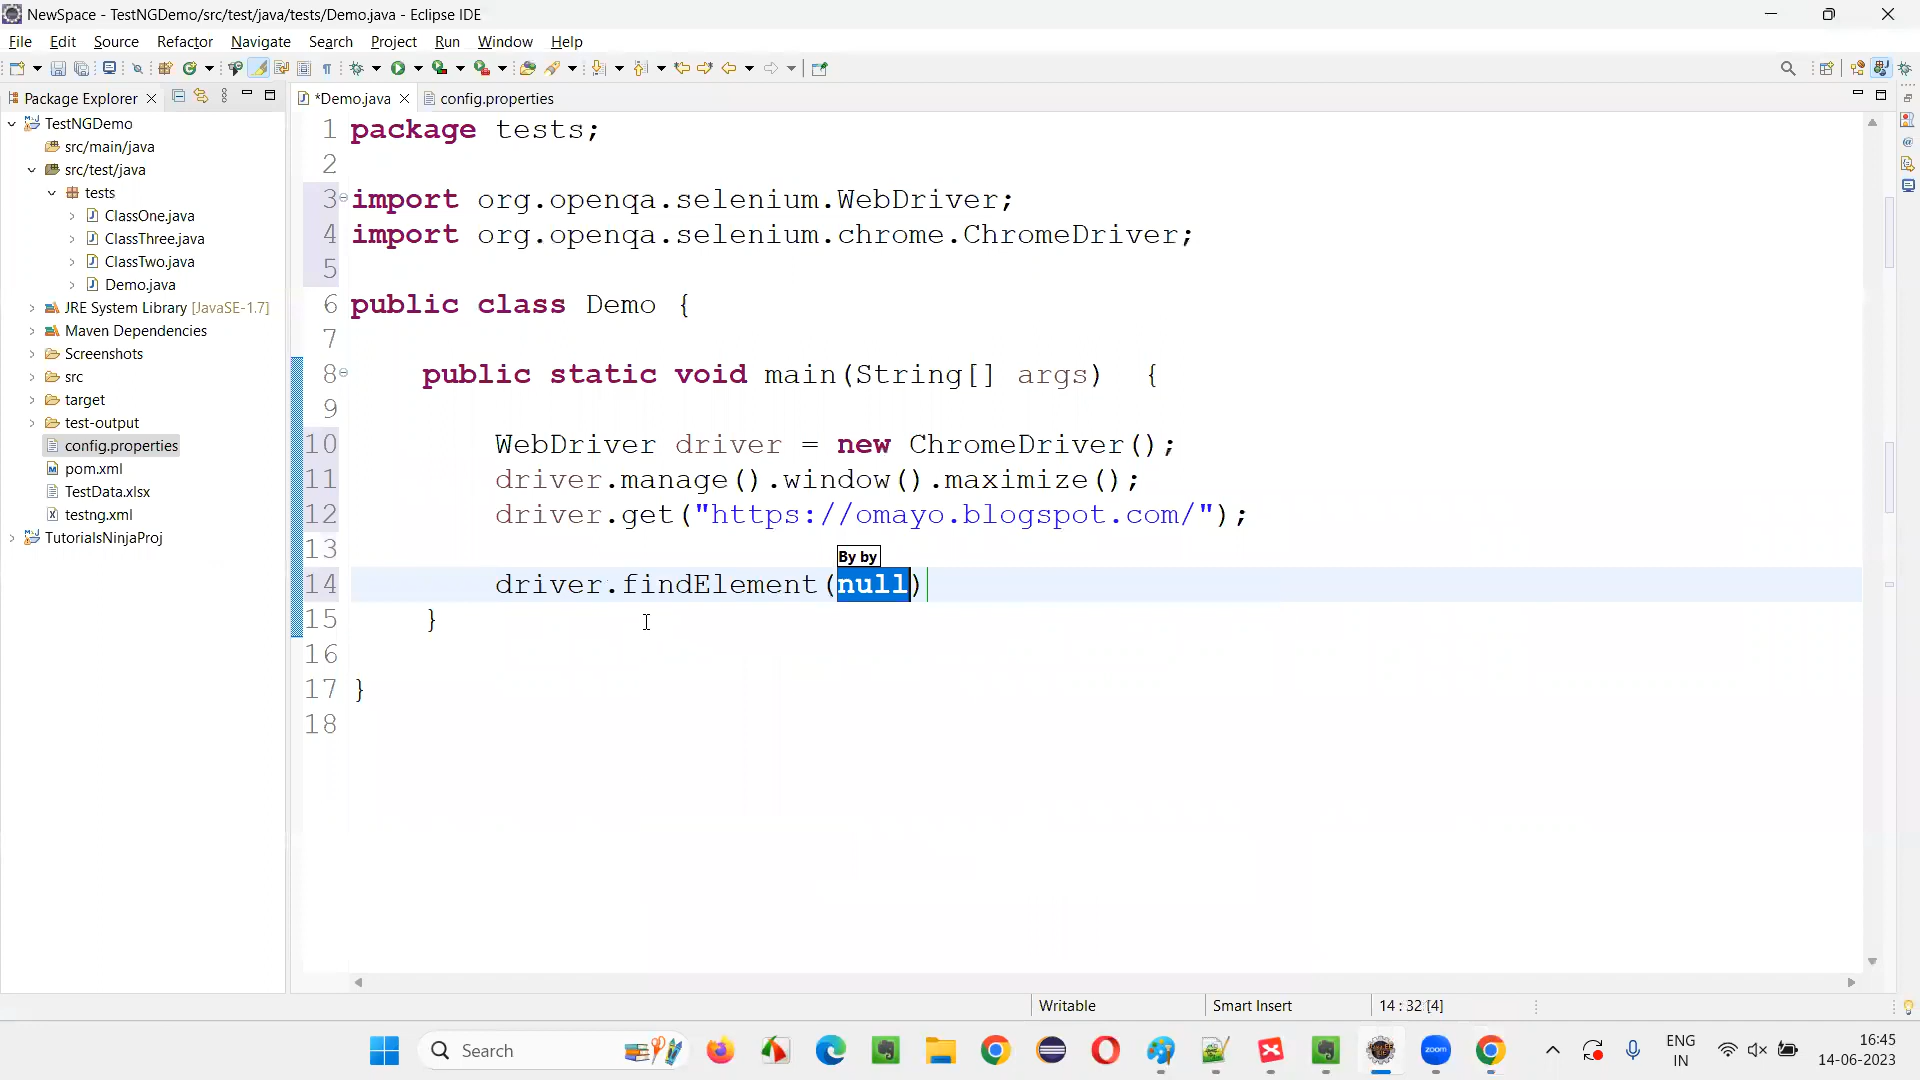 NewSpace - TestNGDemo/src/test/java/tests/Demo.java - Eclipse IDE
File Edit Source Refactor Navigate Search Project Run Window Help
Package Explorer
*Demo.java
config.properties
TestNGDemo
src/main/java
src/test/java
tests
ClassOne.java
ClassThree.java
ClassTwo.java
Demo.java
JRE System Library [JavaSE-1.7]
Maven Dependencies
Screenshots
src
target
test-output
config.properties
pom.xml
TestData.xlsx
testng.xml
TutorialsNinjaProj
1 package tests;
2
3 import org.openqa.selenium.WebDriver;
4 import org.openqa.selenium.chrome.ChromeDriver;
5
6 public class Demo {
7
8 public static void main(String[] args) {
9
10 WebDriver driver = new ChromeDriver();
11 driver.manage().window().maximize();
12 driver.get("https://omayo.blogspot.com/");
13
By by
14 driver.findElement(null)
15 }
16
17 }
18
Writable
Smart Insert
14 : 32 [4]
Search
zoom
ENG
IN
16:45
14-06-2023